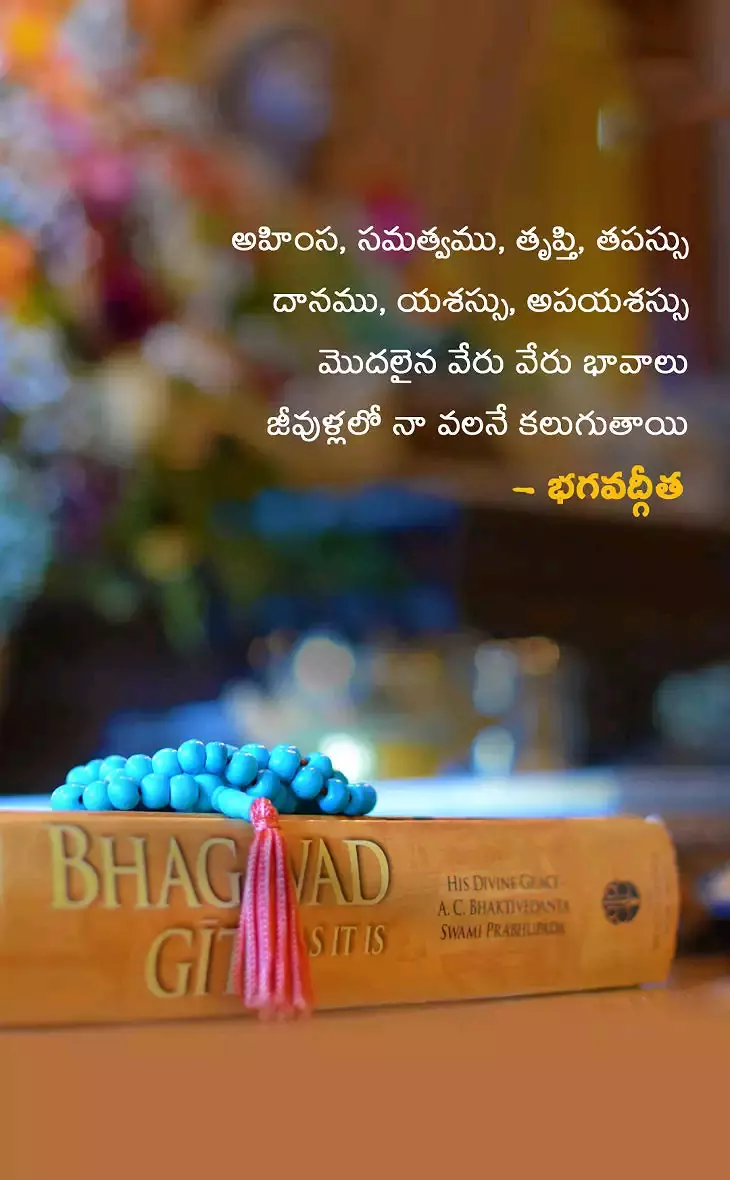 అహింస, సమత్వము, తృప్తి, తపస్సు
దానము, యశస్సు, అపయశస్సు
మొదలైన వేరు వేరు భావాలు
జీవుళ్లలో నా వలనే కలుగుతాయి
– భగవద్గీత
BHAG VAD
GĪT S IT IS
HIS DIVINE GRACE
A. C. BHAKTIVEDANTA
SWAMI PRABHUPADA